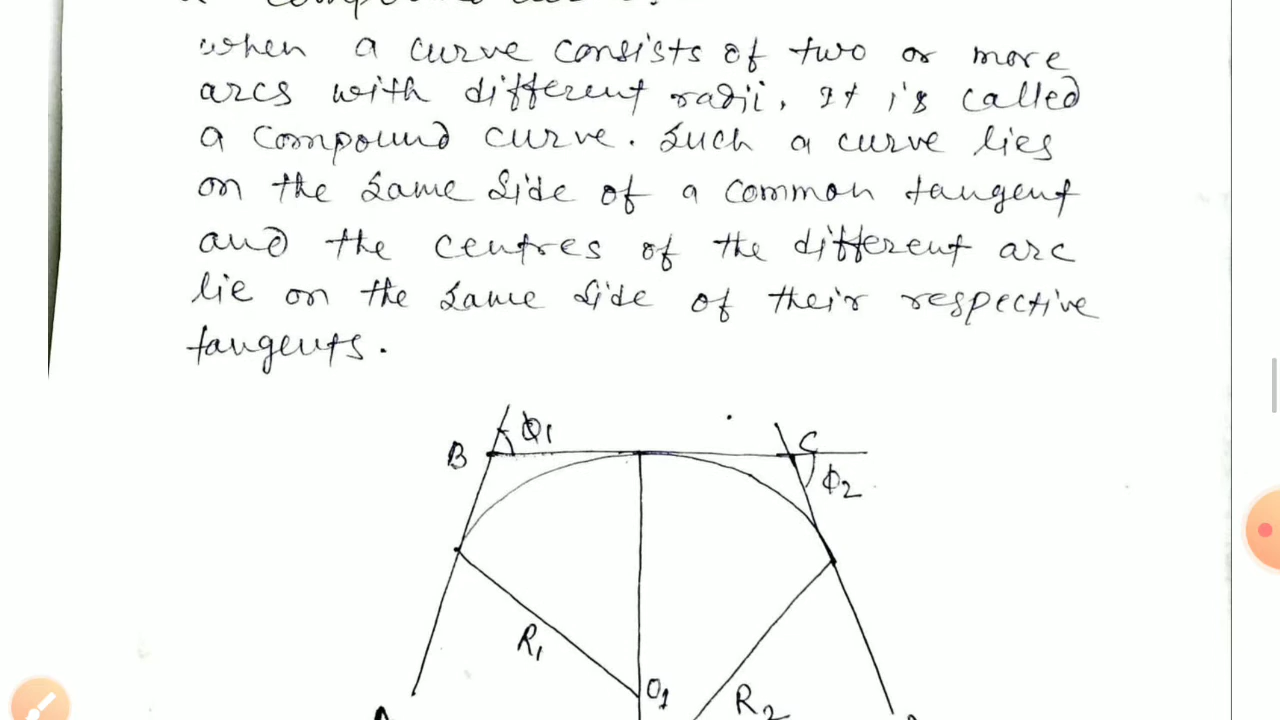 when a curve consists of two or more
arcs with different radii, It is called
a compound curve. Such a curve lies
on the same side of a common tangent
and the centres of the different arc
lie on the same side of their respective
tangents.
B ϕ1 C
ϕ2
R1
O1
R2